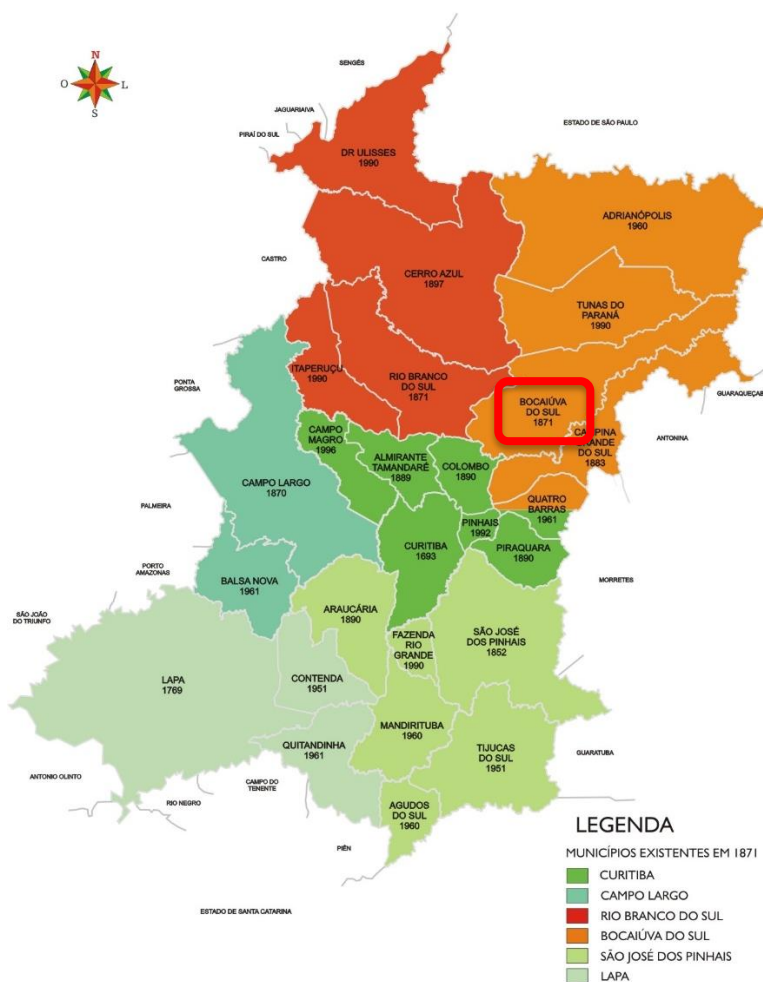 N
O L
S
SENGÉS
JAGUARIAIVA
PIRAÍ DO SUL
ESTADO DE SÃO PAULO
DR ULISSES
1990
ADRIANÓPOLIS
1960
CASTRO
CERRO AZUL
1897
TUNAS DO
PARANÁ
1990
ITAPERUÇU
1990
RIO BRANCO
DO SUL
1871
PONTA
GROSSA
BOCAIÚVA
DO SUL
1871
GUARAQUEÇABA
ANTONINA
CAMPINA
GRANDE
DO SUL
1883
CAMPO
MAGRO
1996
ALMIRANTE
TAMANDARÉ
1889
COLOMBO
1890
CAMPO LARGO
1870
QUATRO
BARRAS
1961
PALMEIRA
PINHAIS
1992
CURITIBA
1693
PIRAQUARA
1890
PORTO
AMAZONAS
BALSA NOVA
1961
MORRETES
SÃO JOÃO
DO TRIUNFO
ARAUCÁRIA
1890
FAZENDA
RIO
GRANDE
1990
SÃO JOSÉ
DOS PINHAIS
1852
LAPA
1769
CONTENDA
1951
MANDIRITUBA
1960
QUITANDINHA
1961
TIJUCAS
DO SUL
1951
GUARATUBA
ANTONIO OLINTO
RIO NEGRO
CAMPO DO
TENENTE
AGUDOS
DO SUL
1960
PIÊN
ESTADO DE SANTA CATARINA
LEGENDA
MUNICÍPIOS EXISTENTES EM 1871
CURITIBA
CAMPO LARGO
RIO BRANCO DO SUL
BOCAIÚVA DO SUL
SÃO JOSÉ DOS PINHAIS
LAPA